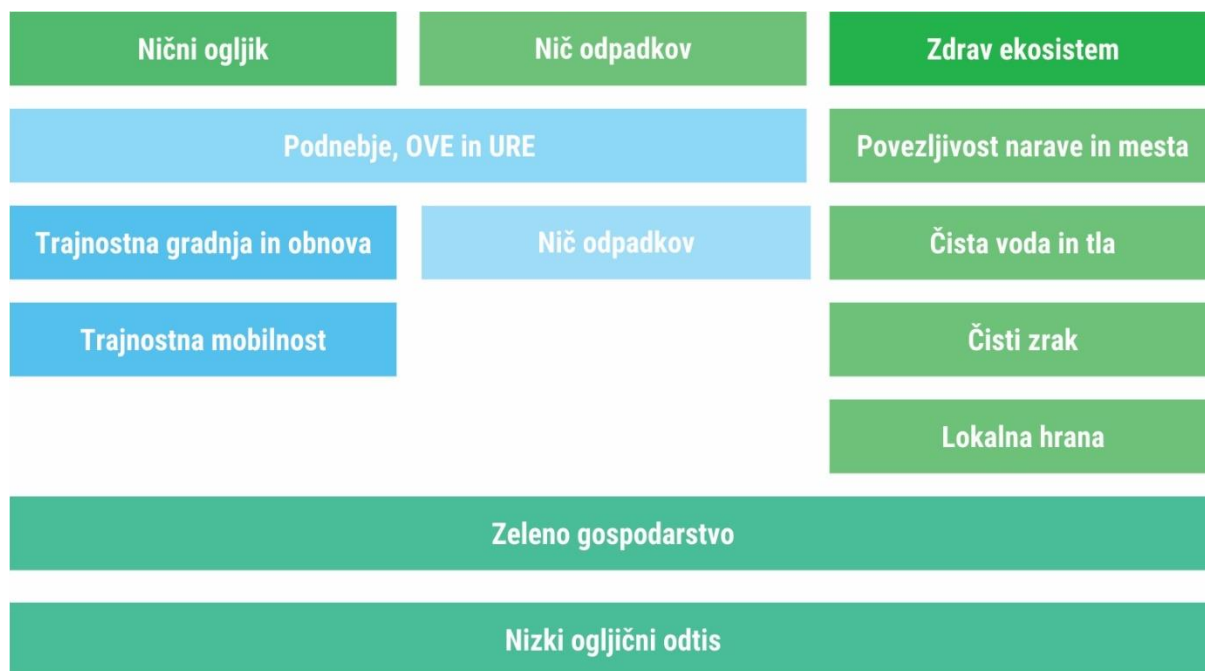 Nični ogljik
Nič odpadkov
Zdrav ekosistem
Podnebje, OVE in URE
Povezljivost narave in mesta
Trajnostna gradnja in obnova
Nič odpadkov
Čista voda in tla
Trajnostna mobilnost
Čisti zrak
Lokalna hrana
Zeleno gospodarstvo
Nizki ogljični odtis